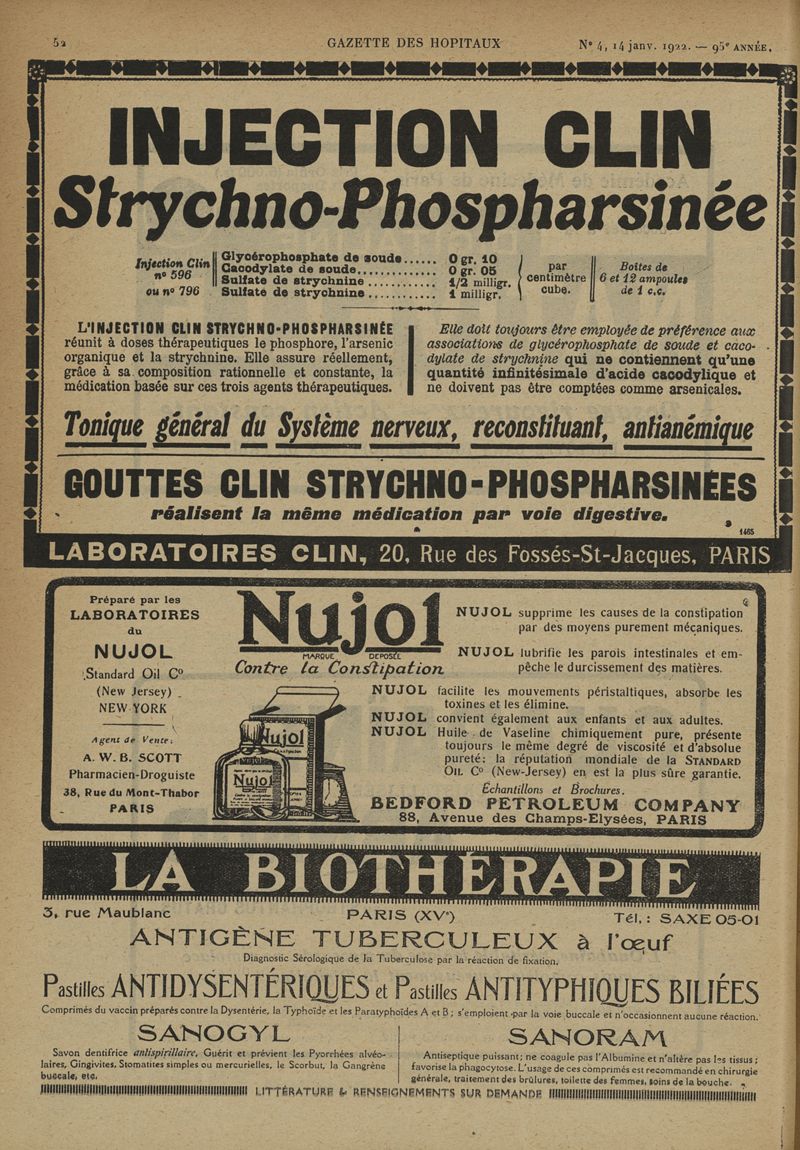 52
GAZETTE DES HOPITAUX
N° 4, 14 janv. 1922. — 95e ANNÉE.
INJECTION CLIN
Strychno-Phospharsinée
Injection Clin
n° 596
ou n° 796
Glycérophosphate de soude...... 0 gr. 10
Cacodylate de soude............. 0 gr. 05
Sulfate de strychnine............ 1/2 milligr.
Sulfate de strychnine............ 1 milligr.
par
centimètre
cube.
Boites de
6 et 12 ampoules
de 1 c.c.
L'INJECTION CLIN STRYCHNO-PHOSPHARSINÉE
réunit à doses thérapeutiques le phosphore, l'arsenic
organique et la strychnine. Elle assure réellement,
grâce à sa composition rationnelle et constante, la
médication basée sur ces trois agents thérapeutiques.
Elle doit toujours être employée de préférence aux
associations de glycérophosphate de soude et caco-
dylate de strychnine qui ne contiennent qu'une
quantité infinitésimale d'acide cacodylique et
ne doivent pas être comptées comme arsenicales.
Tonique général du Système nerveux, reconstituant, antianémique
GOUTTES CLIN STRYCHNO-PHOSPHARSINÉES
réalisent la même médication par voie digestive.
1465
LABORATOIRES CLIN, 20, Rue des Fossés-St-Jacques, PARIS
Préparé par les
LABORATOIRES
du
NUJOL
Standard Oil Co
(New Jersey)
NEW-YORK
Agent de Vente:
A. W. B. SCOTT
Pharmacien-Droguiste
38, Rue du Mont-Thabor
PARIS
Nujol
MARQUE DEPOSÉE
Contre la Constipation
Nujol
Nujol
NUJOL supprime les causes de la constipation
par des moyens purement mécaniques.
NUJOL lubrifie les parois intestinales et em-
pêche le durcissement des matières.
NUJOL facilite les mouvements péristaltiques, absorbe les
toxines et les élimine.
NUJOL convient également aux enfants et aux adultes.
NUJOL Huile de Vaseline chimiquement pure, présente
toujours le même degré de viscosité et d'absolue
pureté: la réputation mondiale de la STANDARD
OIL Co (New-Jersey) en est la plus sûre garantie.
Échantillons et Brochures.
BEDFORD PETROLEUM COMPANY
88, Avenue des Champs-Elysées, PARIS
LA BIOTHÉRAPIE
3, rue Maublanc
PARIS (XVe)
Tél. : SAXE 05-01
ANTIGÈNE TUBERCULEUX à l'œuf
Diagnostic Sérologique de la Tuberculose par la réaction de fixation.
Pastilles ANTIDYSENTÉRIQUES et Pastilles ANTITYPHIQUES BILIÉES
Comprimés du vaccin préparés contre la Dysentérie, la Typhoïde et les Paratyphoïdes A et B ; s'emploient par la voie buccale et n'occasionnent aucune réaction.
SANOGYL
Savon dentifrice antispirillaire, Guérit et prévient les Pyorrhées alvéo-
laires, Gingivites, Stomatites simples ou mercurielles, le Scorbut, la Gangrène
buccale, etc.
SANORAM
Antiseptique puissant; ne coagule pas l'Albumine et n'altère pas les tissus ;
favorise la phagocytose. L'usage de ces comprimés est recommandé en chirurgie
générale, traitement des brûlures, toilette des femmes, soins de la bouche.
LITTÉRATURE & RENSEIGNEMENTS SUR DEMANDE